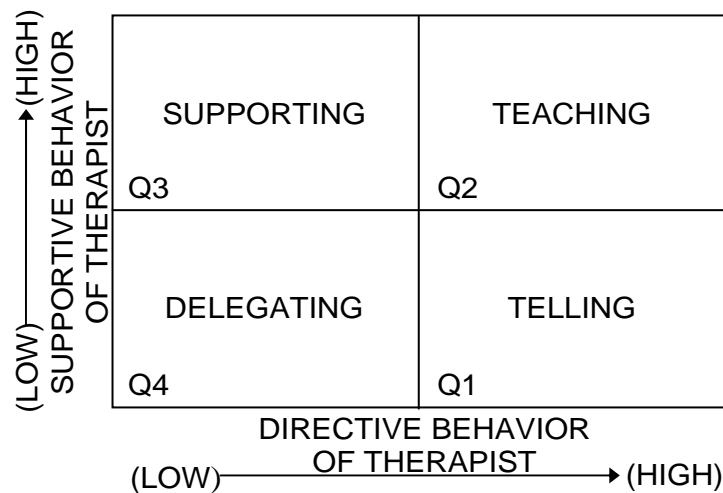 (HIGH)
(LOW)
SUPPORTIVE BEHAVIOR
OF THERAPIST
SUPPORTING
TEACHING
Q3
Q2
DELEGATING
TELLING
Q4
Q1
DIRECTIVE BEHAVIOR
OF THERAPIST
(LOW)
(HIGH)